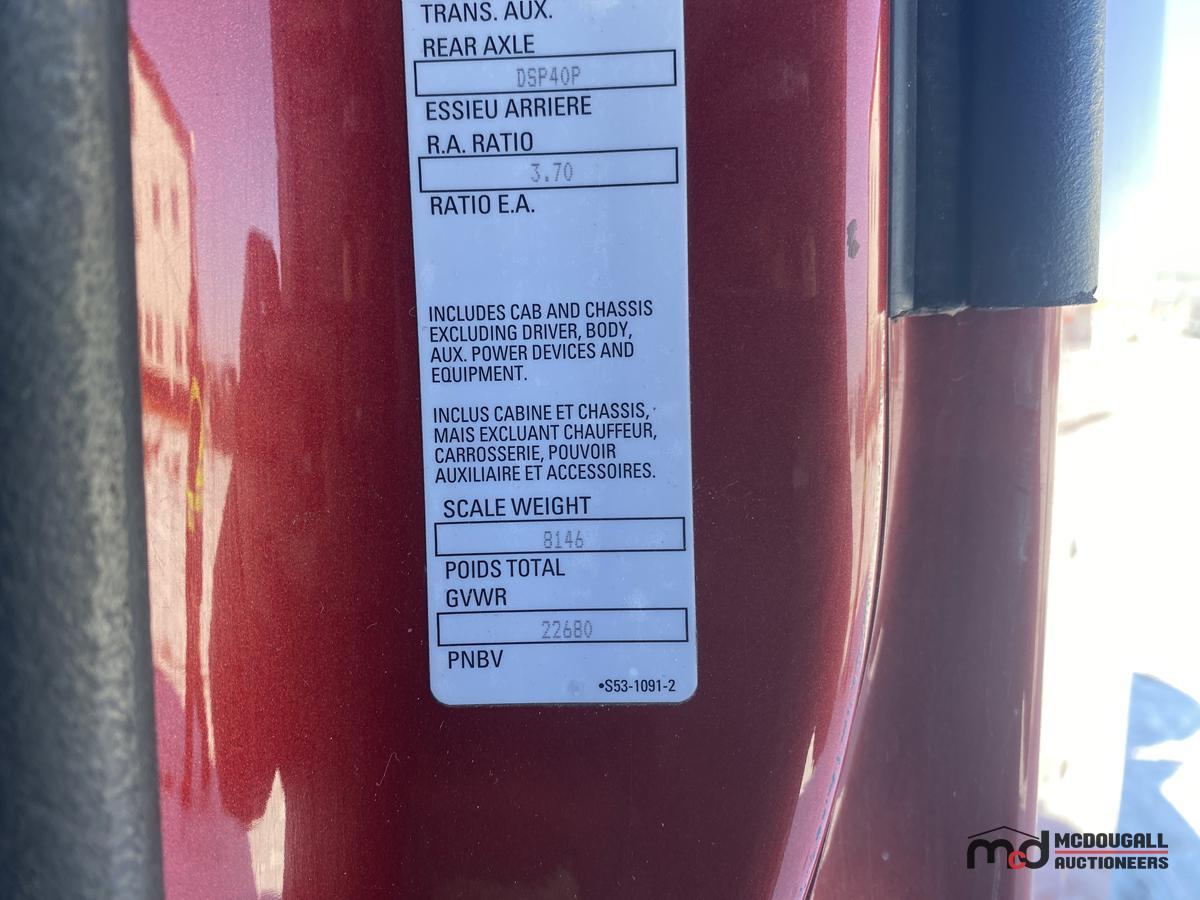 TRANS. AUX.
REAR AXLE
DSP40P
ESSIEU ARRIERE
R.A. RATIO
3.70
RATIO E.A.
INCLUDES CAB AND CHASSIS
EXCLUDING DRIVER, BODY,
AUX. POWER DEVICES AND
EQUIPMENT.
INCLUS CABINE ET CHASSIS,
MAIS EXCLUANT CHAUFFEUR,
CARROSSERIE, POUVOIR
AUXILIAIRE ET ACCESSOIRES.
SCALE WEIGHT
8146
POIDS TOTAL
GVWR
22680
PNBV
•S53-1091-2
mcd
MCDOUGALL
AUCTIONEERS